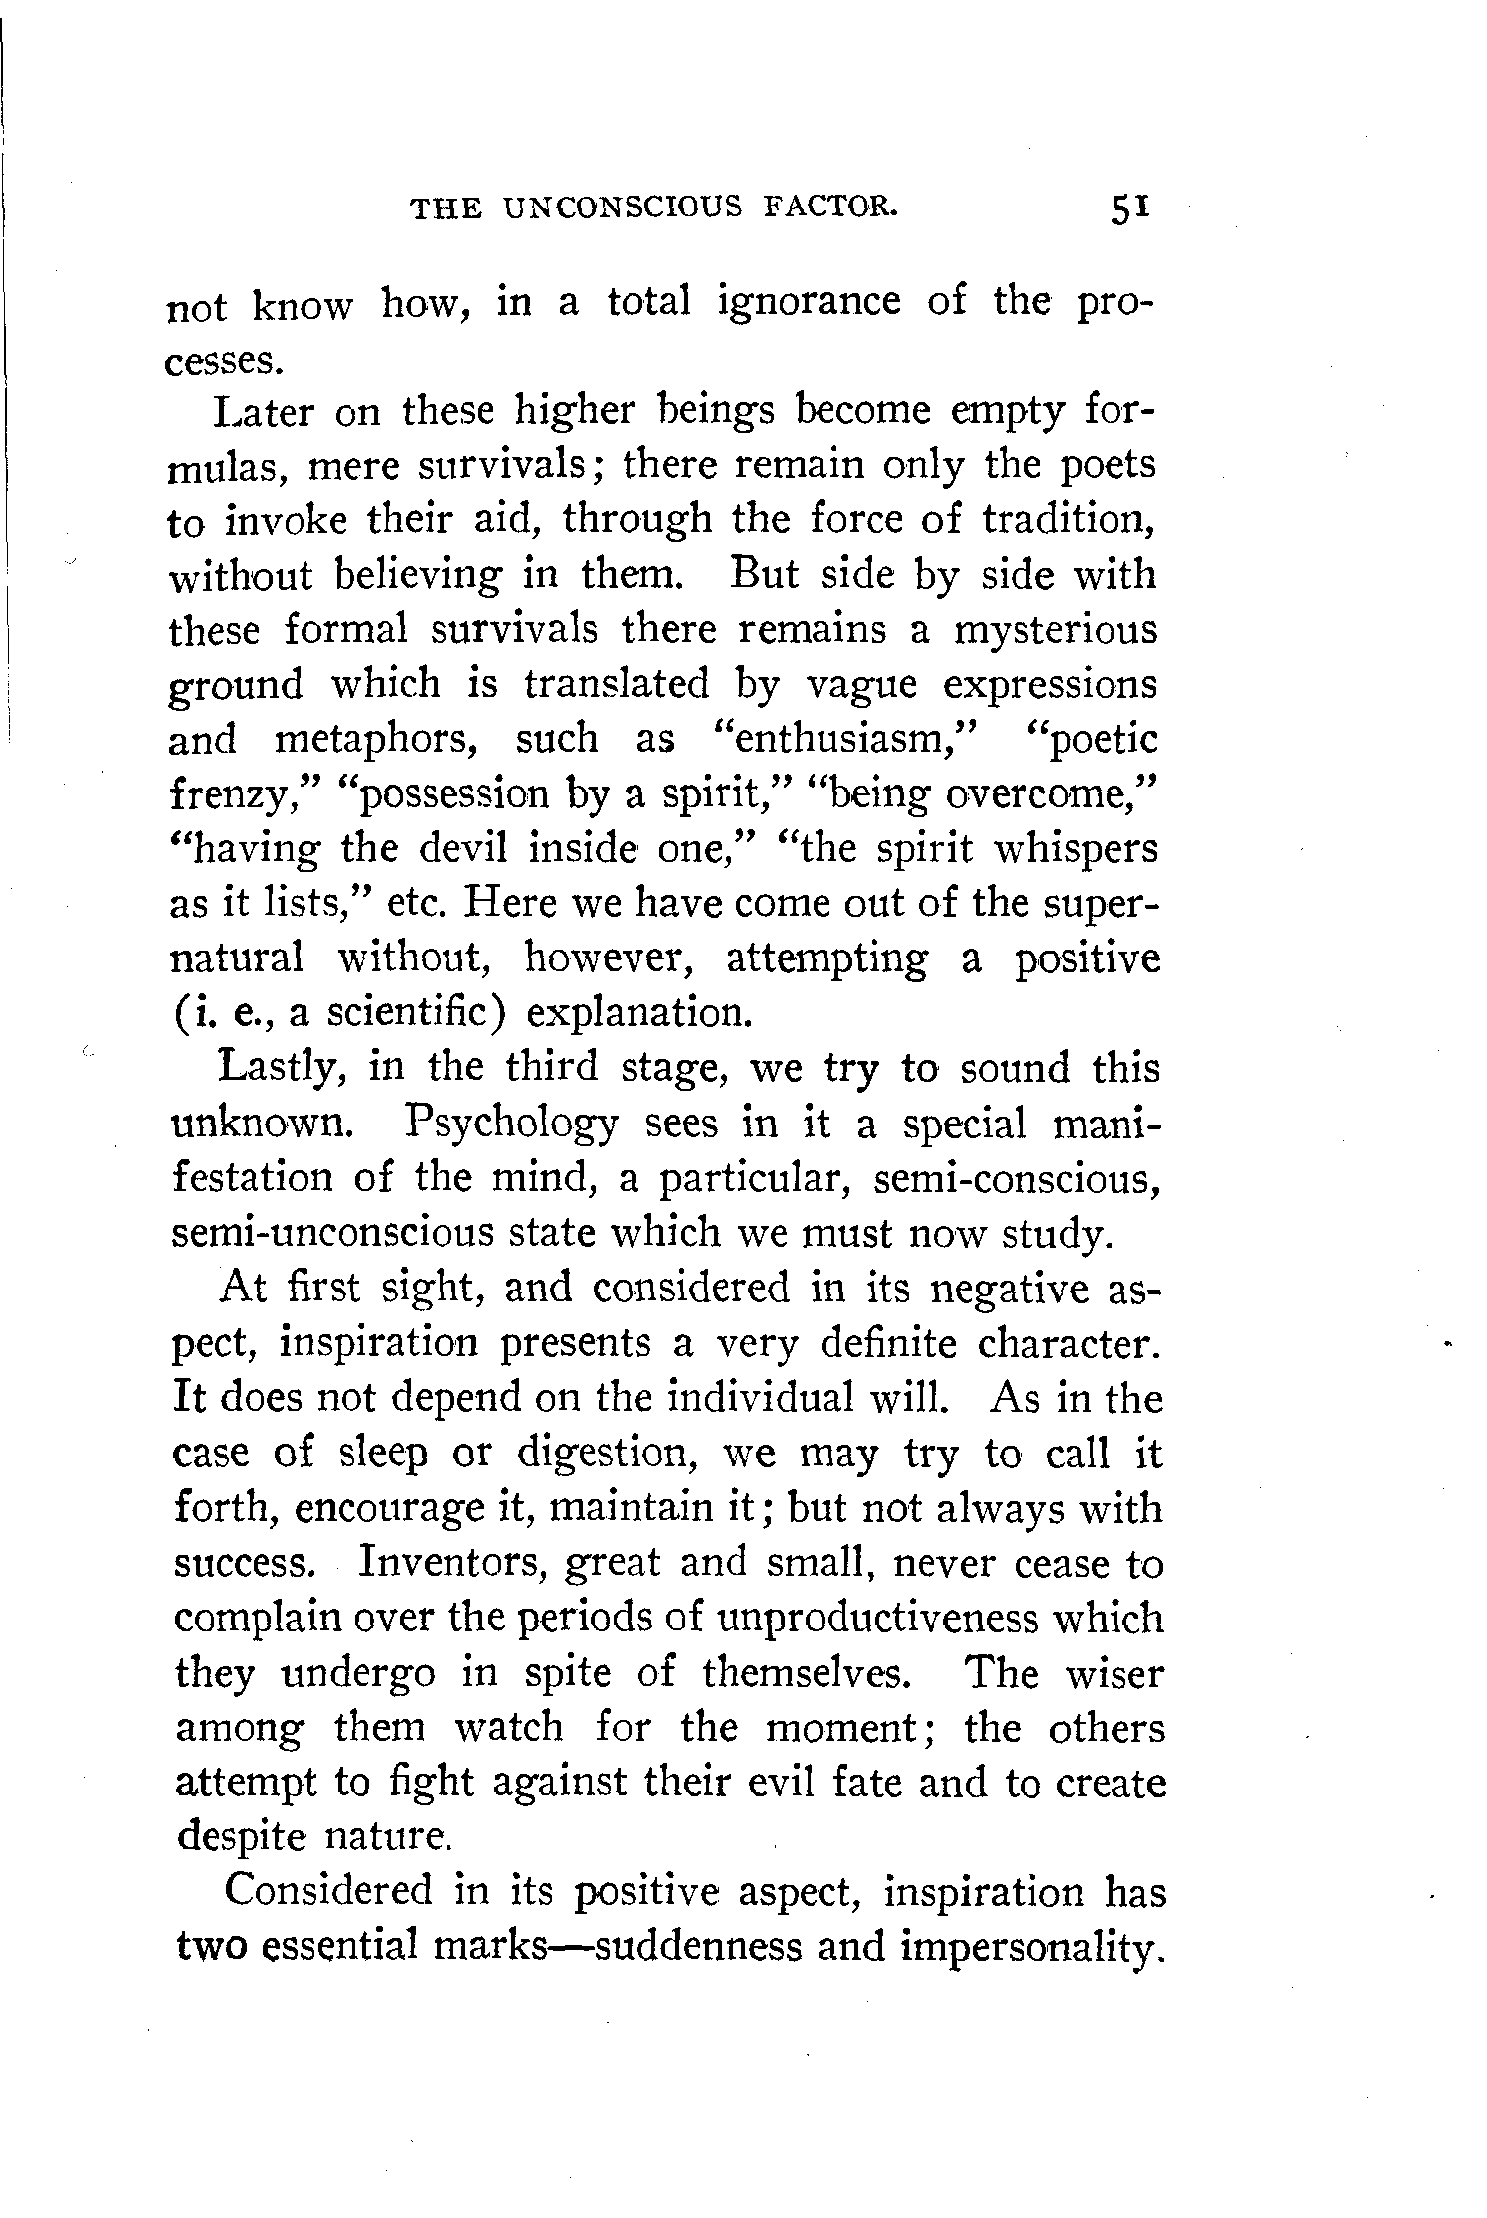 THE UNCONSCIOUS FACTOR. 51
not know how, in a total ignorance of the pro-
cesses.
Later on these higher beings become empty for-
mulas, mere survivals; there remain only the poets
to invoke their aid, through the force of tradition,
without believing in them. But side by side with
these formal survivals there remains a mysterious
ground which is translated by vague expressions
and metaphors, such as “enthusiasm,” “poetic
frenzy,” “possession by a spirit,” “being overcome,”
“having the devil inside one,” “the spirit whispers
as it lists,” etc. Here we have come out of the super-
natural without, however, attempting a positive
(i. e., a scientific) explanation.
Lastly, in the third stage, we try to sound this
unknown. Psychology sees in it a special mani-
festation of the mind, a particular, semi-conscious,
semi-unconscious state which we must now study.
At first sight, and considered in its negative as-
pect, inspiration presents a very definite character.
It does not depend on the individual will. As in the
case of sleep or digestion, we may try to call it
forth, encourage it, maintain it; but not always with
success. Inventors, great and small, never cease to
complain over the periods of unproductiveness which
they undergo in spite of themselves. The wiser
among them watch for the moment; the others
attempt to fight against their evil fate and to create
despite nature.
Considered in its positive aspect, inspiration has
two essential marks—suddenness and impersonality.